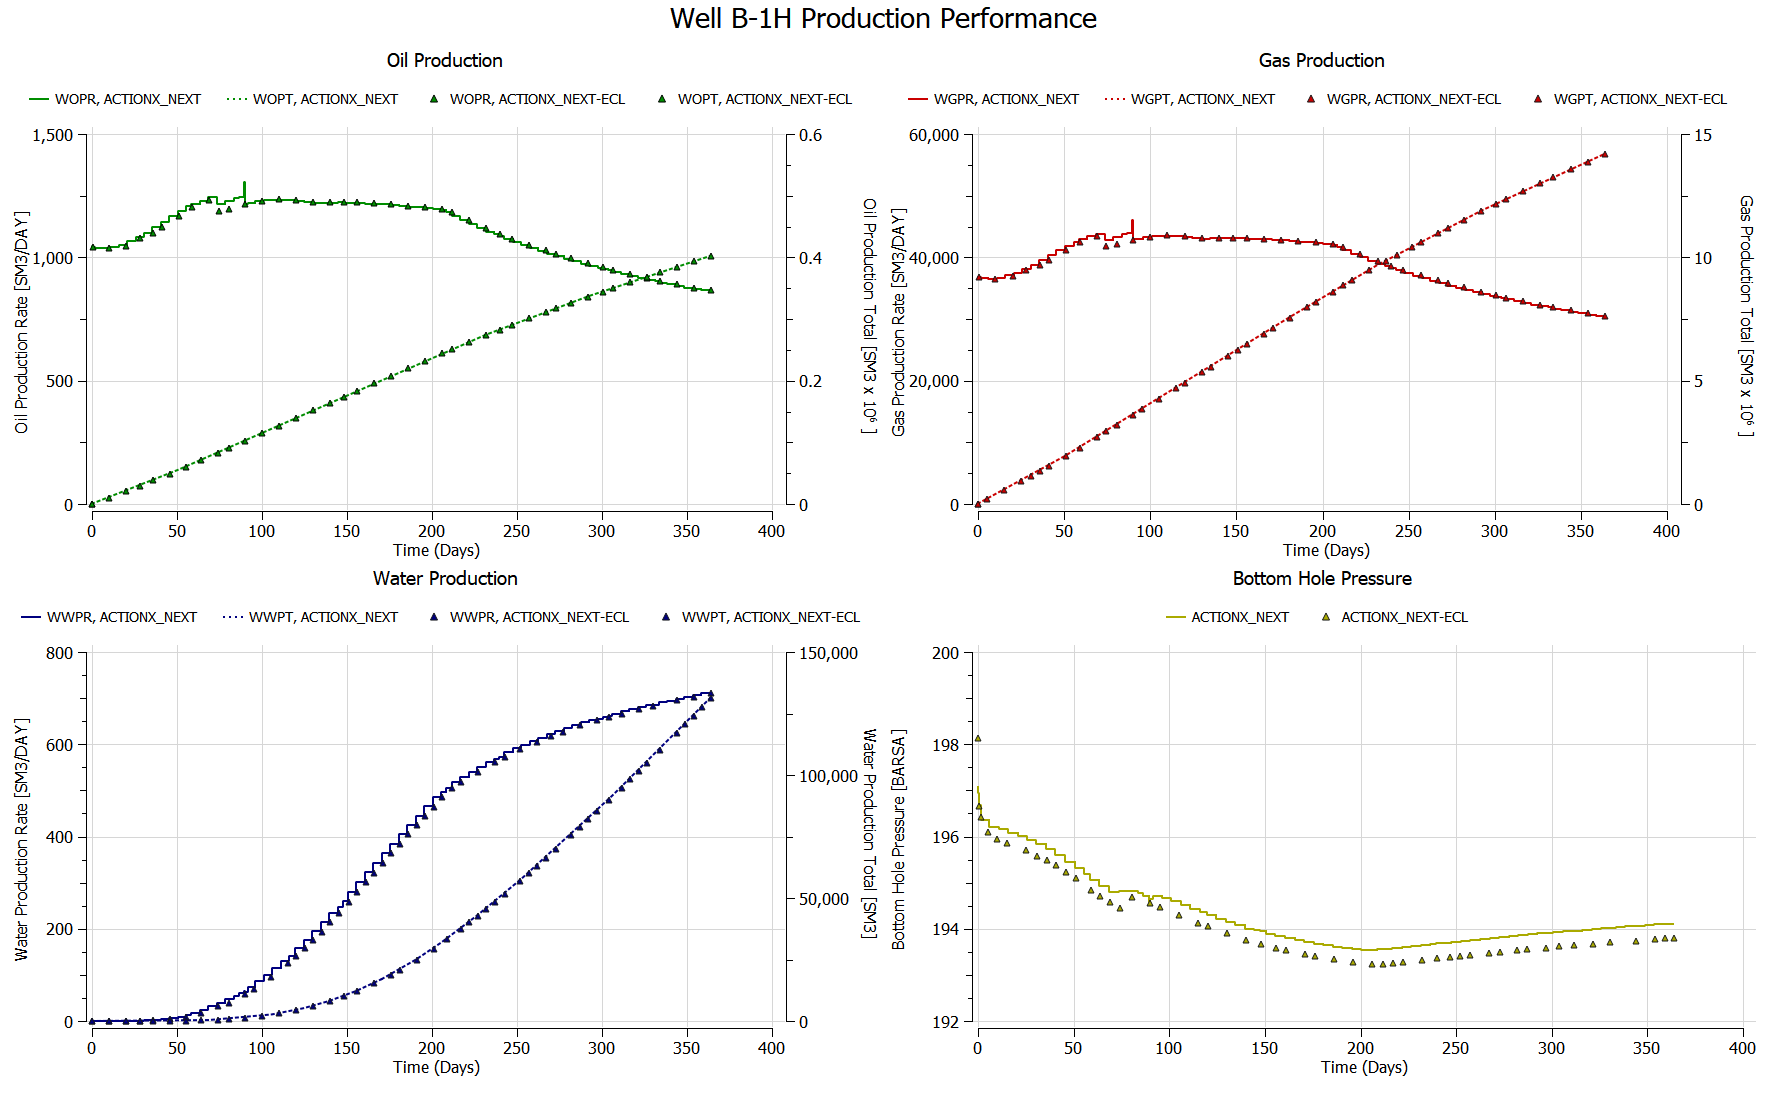 Well B-1H Production Performance
Oil Production
WOPR, ACTIONX_NEXT
WOPT, ACTIONX_NEXT
WOPR, ACTIONX_NEXT-ECL
WOPT, ACTIONX_NEXT-ECL
1,500
1,000
500
0
0.6
0.4
0.2
0
Oil Production Rate [SM3/DAY]
Oil Production Total [SM3 x 10⁶ ]
0 50 100 150 200 250 300 350 400
Time (Days)
Gas Production
WGPR, ACTIONX_NEXT
WGPT, ACTIONX_NEXT
WGPR, ACTIONX_NEXT-ECL
WGPT, ACTIONX_NEXT-ECL
60,000
40,000
20,000
0
15
10
5
0
Gas Production Rate [SM3/DAY]
Gas Production Total [SM3 x 10⁶ ]
0 50 100 150 200 250 300 350 400
Time (Days)
Water Production
WWPR, ACTIONX_NEXT
WWPT, ACTIONX_NEXT
WWPR, ACTIONX_NEXT-ECL
WWPT, ACTIONX_NEXT-ECL
800
600
400
200
0
150,000
100,000
50,000
0
Water Production Rate [SM3/DAY]
Water Production Total [SM3]
0 50 100 150 200 250 300 350 400
Time (Days)
Bottom Hole Pressure
ACTIONX_NEXT
ACTIONX_NEXT-ECL
200
198
196
194
192
Bottom Hole Pressure [BARSA]
0 50 100 150 200 250 300 350 400
Time (Days)